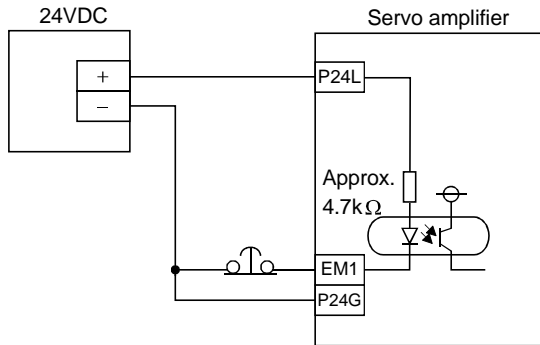 24VDC
Servo amplifier
+
−
P24L
Approx.
4.7kΩ
EM1
P24G